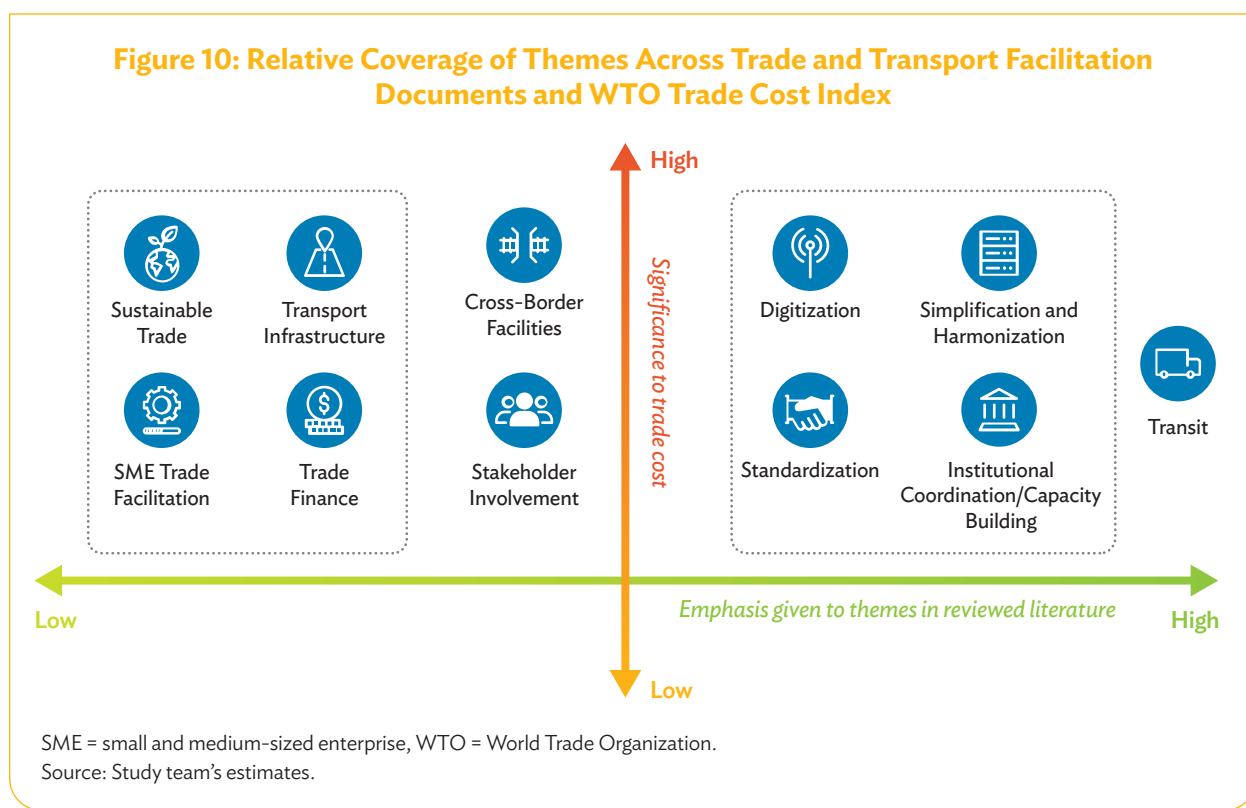 Figure 10: Relative Coverage of Themes Across Trade and Transport Facilitation
Documents and WTO Trade Cost Index
High
Significance to trade cost
Sustainable
Trade
Transport
Infrastructure
Cross-Border
Facilities
Digitization
Simplification and
Harmonization
Transit
SME Trade
Facilitation
Trade
Finance
Stakeholder
Involvement
Standardization
Institutional
Coordination/Capacity
Building
Low
Emphasis given to themes in reviewed literature
High
Low
SME = small and medium-sized enterprise, WTO = World Trade Organization.
Source: Study team’s estimates.